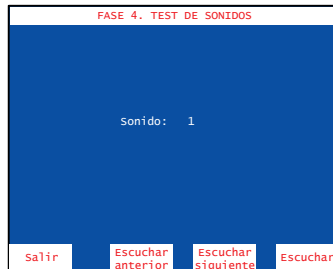 FASE 4. TEST DE SONIDOS
Sonido: 1
Salir
Escuchar
anterior
Escuchar
siguiente
Escuchar